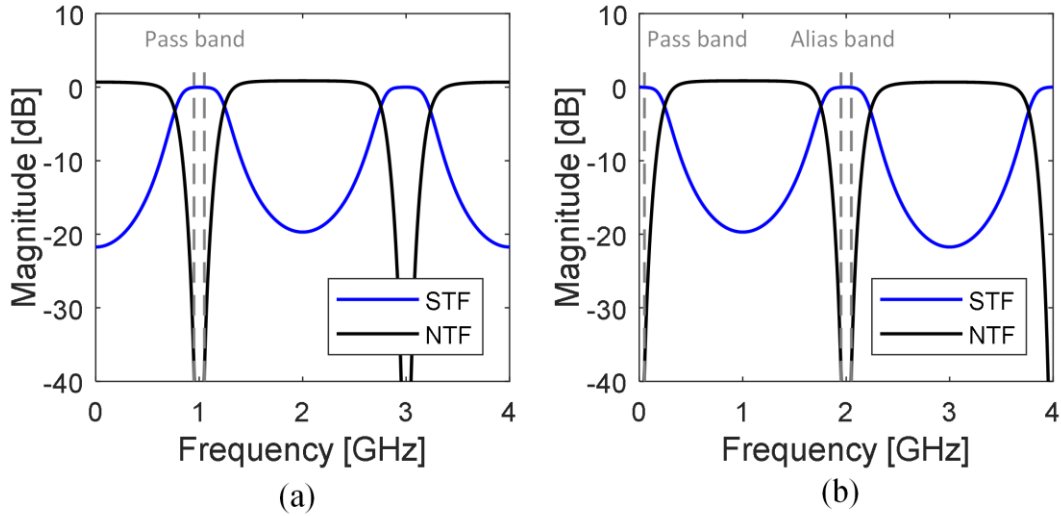 10
Pass band
0
-10
-20
-30
-40
Magnitude [dB]
STF
NTF
0 1 2 3 4
Frequency [GHz]
(a)
10
Pass band Alias band
0
-10
-20
-30
-40
Magnitude [dB]
STF
NTF
0 1 2 3 4
Frequency [GHz]
(b)